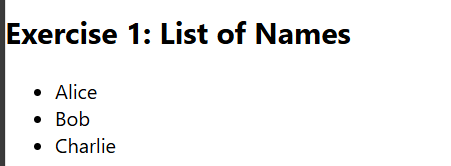 Exercise 1: List of Names
• Alice
• Bob
• Charlie